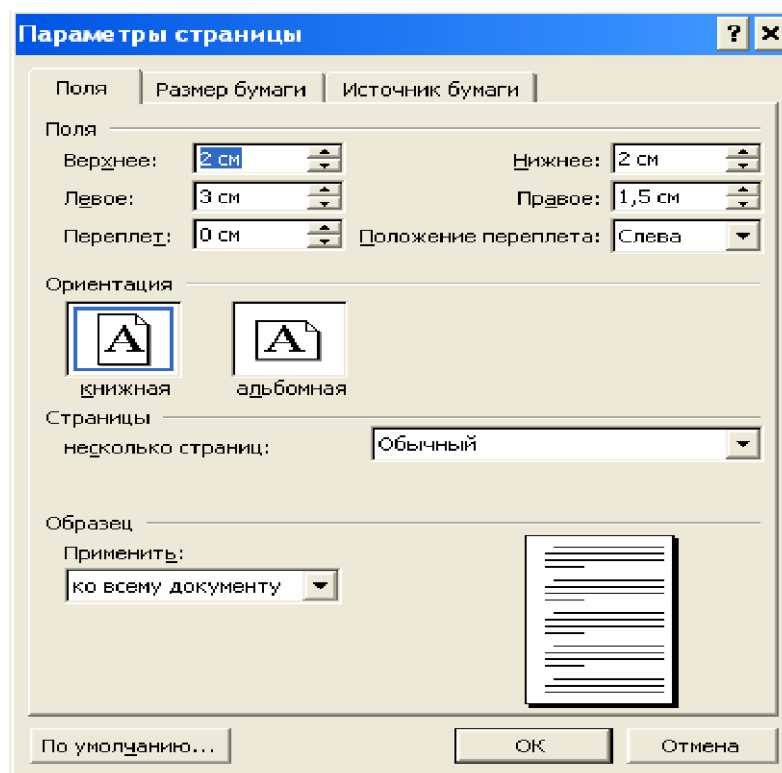 Параметры страницы
Поля Размер бумаги Источник бумаги
Поля
Верхнее: 2 см Нижнее: 2 см
Левое: 3 см Правое: 1,5 см
Переплет: 0 см Положение переплета: Слева
Ориентация
А А
книжная альбомная
Страницы
несколько страниц: Обычный
Образец
Применить:
ко всему документу
По умолчанию... ОК Отмена